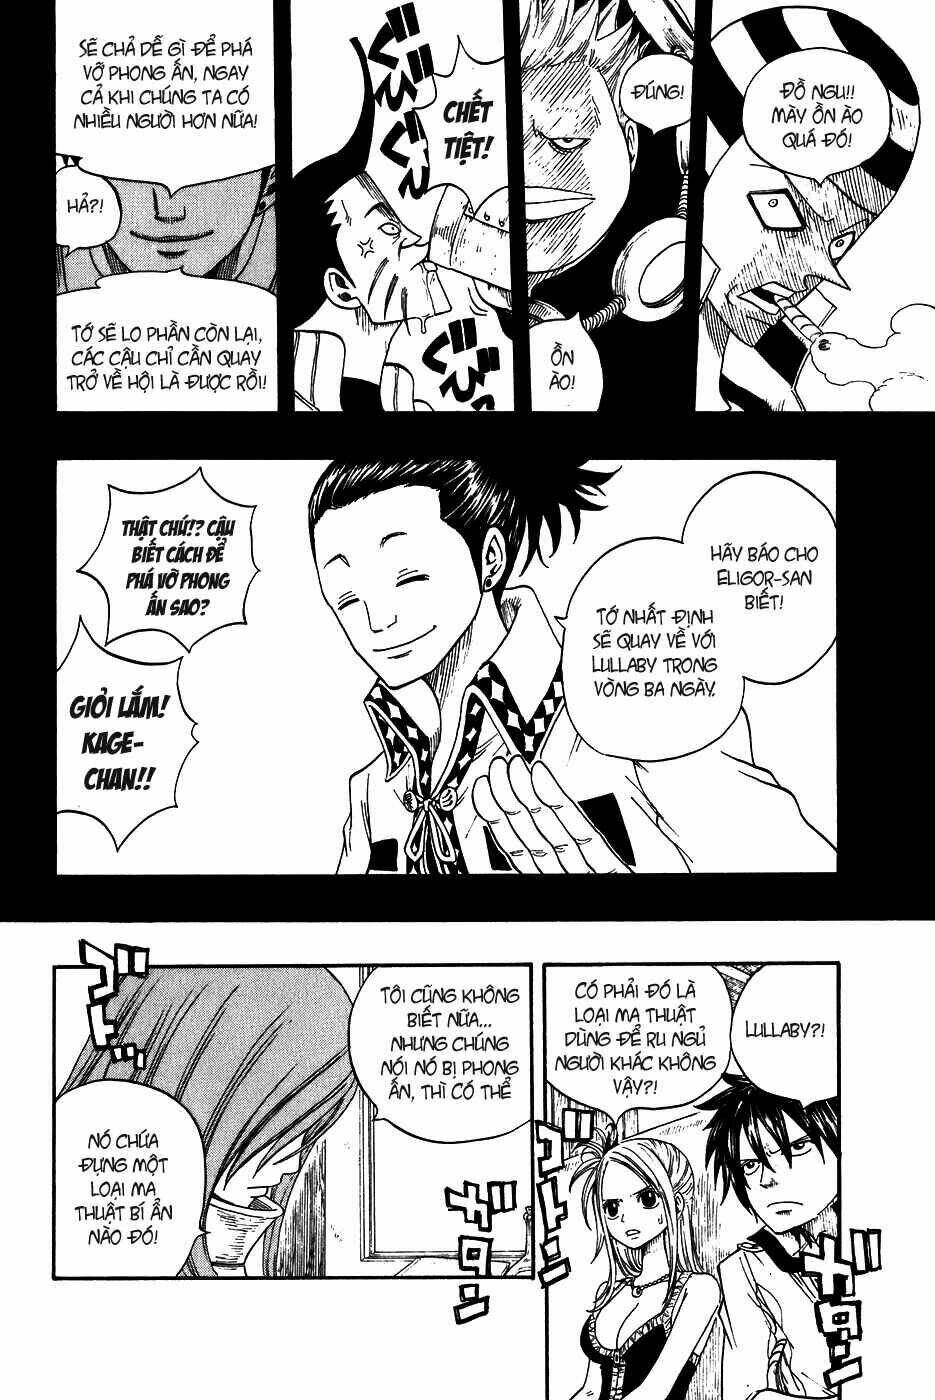 ĐỒ NGU!!
MÀY ỒN ÀO
QUÁ ĐÓ!
ĐÚNG!
ỒN
ÀO!
CHẾT
TIỆT!
SẼ CHẢ DỄ GÌ ĐỂ PHÁ
VỠ PHONG ẤN, NGAY
CẢ KHI CHÚNG TA CÓ
NHIỀU NGƯỜI HƠN NỮA!
HẢ?!
TỚ SẼ LO PHẦN CÒN LẠI,
CÁC CẬU CHỈ CẦN QUAY
TRỞ VỀ HỘI LÀ ĐƯỢC RỒI!
HÃY BÁO CHO
ELIGOR-SAN
BIẾT!
TỚ NHẤT ĐỊNH
SẼ QUAY VỀ VỚI
LULLABY TRONG
VÒNG BA NGÀY.
THẬT CHỨ!? CẬU
BIẾT CÁCH ĐỂ
PHÁ VỠ PHONG
ẤN SAO?
GIỎI LẮM!
KAGE-
CHAN!!
LULLABY?!
CÓ PHẢI ĐÓ LÀ
LOẠI MA THUẬT
DÙNG ĐỂ RU NGỦ
NGƯỜI KHÁC KHÔNG
VẬY?!
TÔI CŨNG KHÔNG
BIẾT NỮA...
NHƯNG CHÚNG
NÓI NÓ BỊ PHONG
ẤN, THÌ CÓ THỂ
NÓ CHỨA
ĐỰNG MỘT
LOẠI MA
THUẬT BÍ ẨN
NÀO ĐÓ!